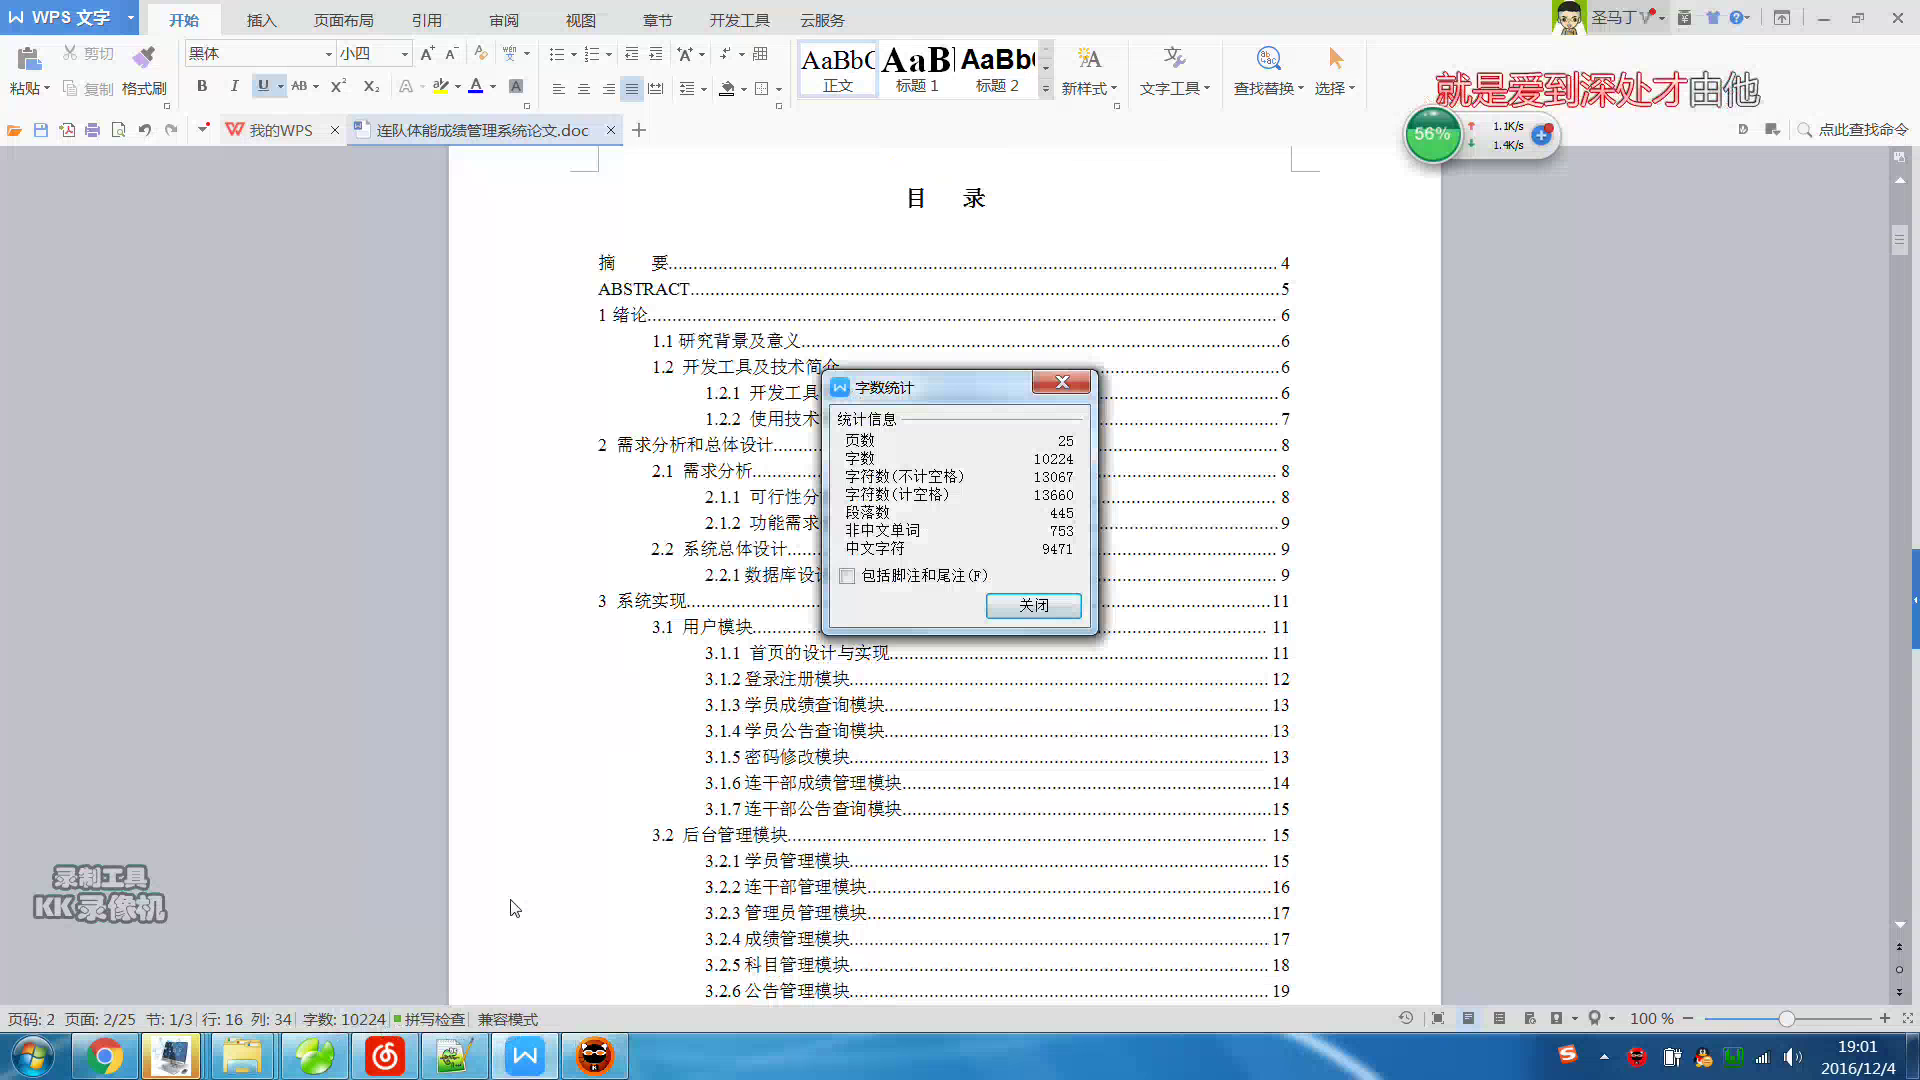 WPS 文字
开始 插入 页面布局 引用 审阅 视图 章节 开发工具 云服务
圣马丁
粘贴 剪切 复制 格式刷
黑体 小四
AaBbC 正文
AaB 标题 1
AaBb 标题 2
新样式 文字工具 查找替换 选择
就是爱到深处才由他
56% 1.1K/s
1.4K/s
我的WPS
连队体能成绩管理系统论文.doc
点此查找命令
目 录
摘 要 4
ABSTRACT 5
1 绪论 6
1.1 研究背景及意义 6
1.2 开发工具及技术简介 6
1.2.1 开发工具 6
1.2.2 使用技术 7
2 需求分析和总体设计 8
2.1 需求分析 8
2.1.1 可行性分 8
2.1.2 功能需求 9
2.2 系统总体设计 9
2.2.1 数据库设计 9
3 系统实现 11
3.1 用户模块 11
3.1.1 首页的设计与实现 11
3.1.2 登录注册模块 12
3.1.3 学员成绩查询模块 13
3.1.4 学员公告查询模块 13
3.1.5 密码修改模块 13
3.1.6 连干部成绩管理模块 14
3.1.7 连干部公告查询模块 15
3.2 后台管理模块 15
3.2.1 学员管理模块 15
3.2.2 连干部管理模块 16
3.2.3 管理员管理模块 17
3.2.4 成绩管理模块 17
3.2.5 科目管理模块 18
3.2.6 公告管理模块 19
字数统计
统计信息
页数 25
字数 10224
字符数(不计空格) 13067
字符数(计空格) 13660
段落数 445
非中文单词 753
中文字符 9471
包括脚注和尾注(F)
关闭
录制工具
KK录像机
页码: 2 页面: 2/25 节: 1/3 行: 16 列: 34 字数: 10224 拼写检查 兼容模式
100 %
19:01
2016/12/4